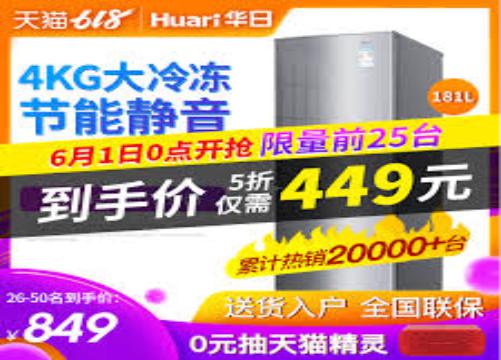 天猫618 Huari 华日
4KG大冷冻
节能静音
181L
6月1日0点开抢 限量前25台
到手价 5折仅需 449元
累计热销20000+台
26-50名到手价:
¥849
送货入户 全国联保
0元抽天猫精灵